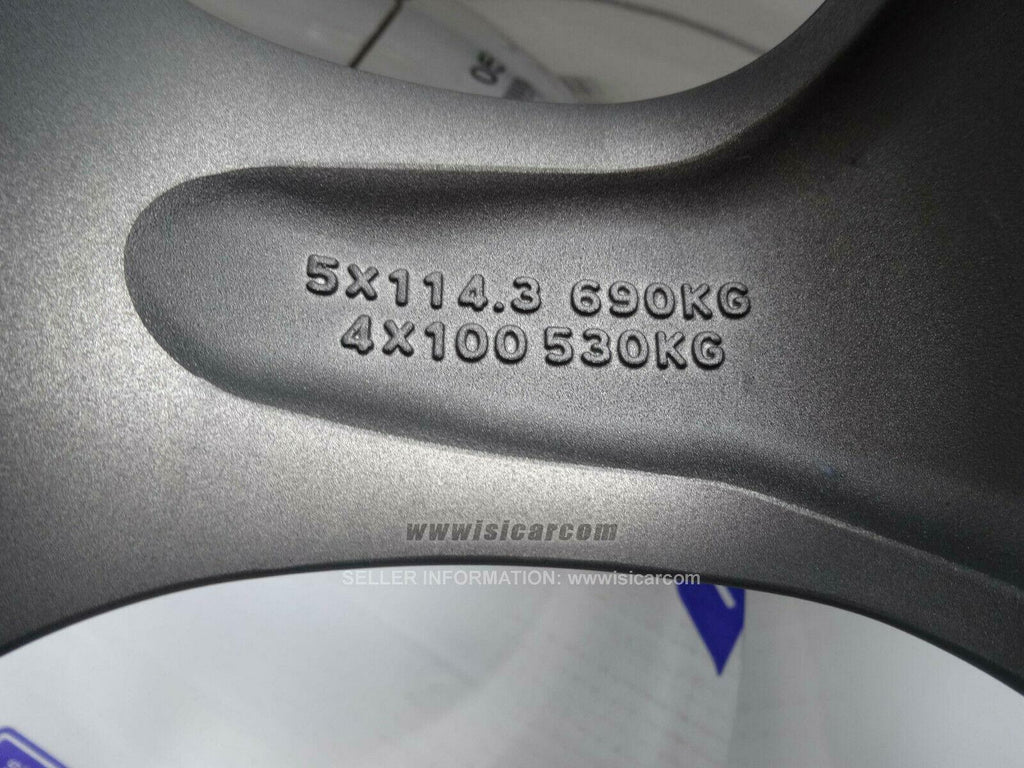 5X114.3 690KG
4X100 530KG
wwwisicarcom
SELLER INFORMATION: wwwisicarcom